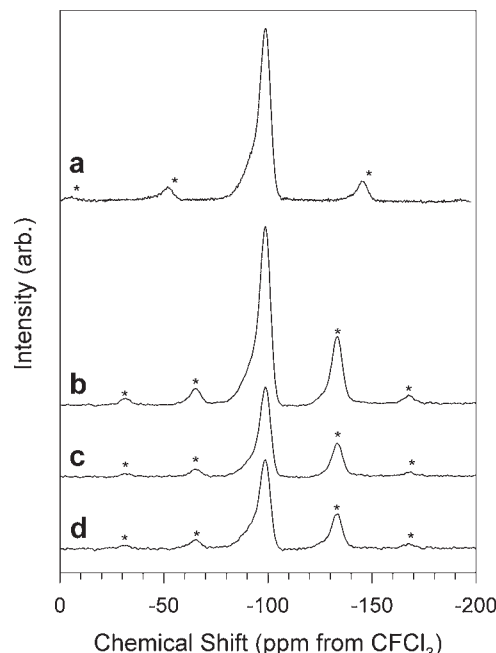 a
* * *
b
* * * *
c
* * * *
d
* * * *
Intensity (arb.)
0 -50 -100 -150 -200
Chemical Shift (ppm from CFCl₃)